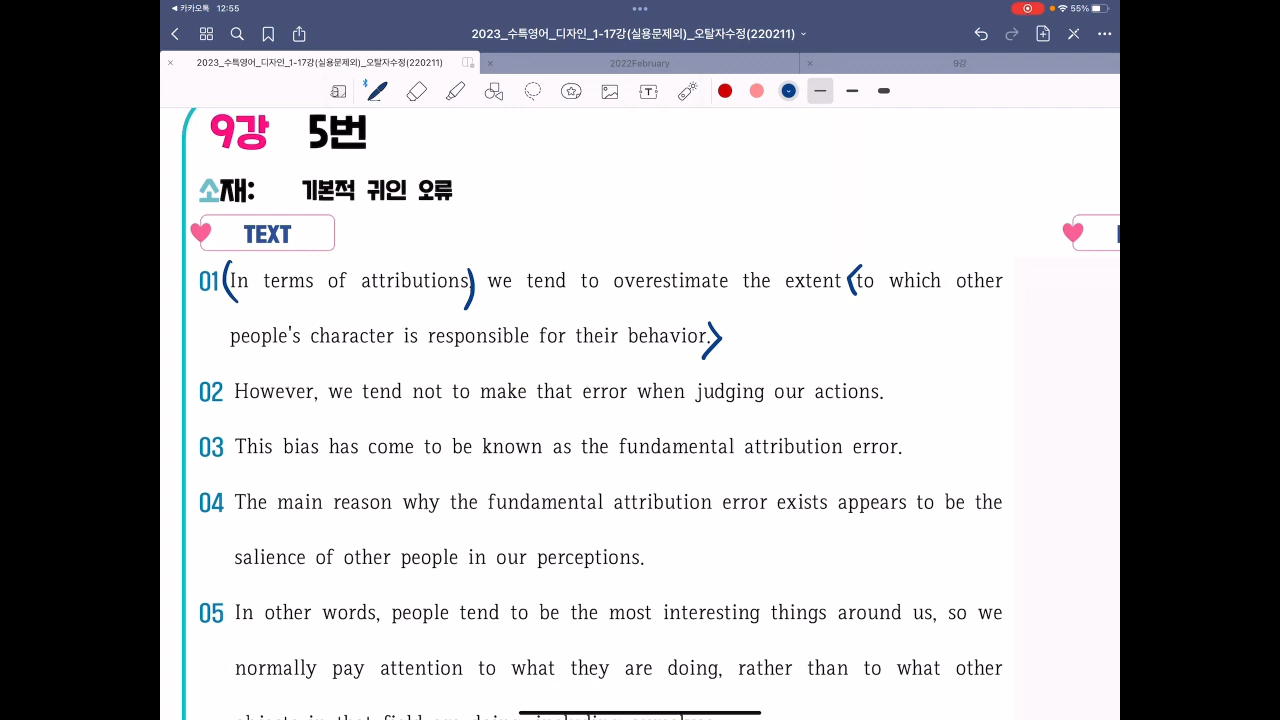 카카오톡 12:55
55%
2023_수특영어_디자인_1-17강(실용문제외)_오탈자수정(220211)
2023_수특영어_디자인_1-17강(실용문제외)_오탈자수정(220211)
2022February
9강
9강 5번
소재: 기본적 귀인 오류
TEXT
01 In terms of attributions, we tend to overestimate the extent to which other
people's character is responsible for their behavior.
02 However, we tend not to make that error when judging our actions.
03 This bias has come to be known as the fundamental attribution error.
04 The main reason why the fundamental attribution error exists appears to be the
salience of other people in our perceptions.
05 In other words, people tend to be the most interesting things around us, so we
normally pay attention to what they are doing, rather than to what other
objects in that field are doing, including ourselves.